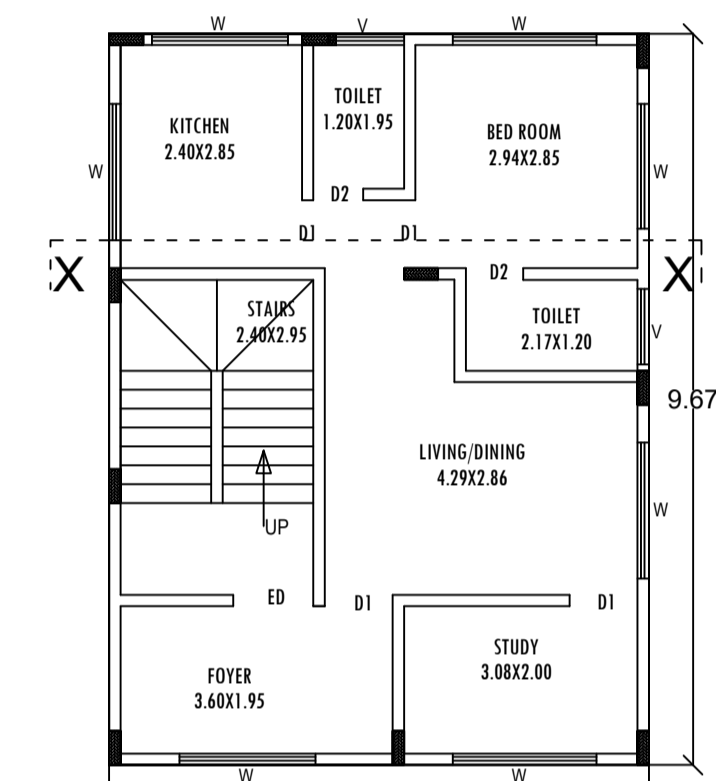 W
V
W
KITCHEN
2.40X2.85
TOILET
1.20X1.95
BED ROOM
2.94X2.85
W
W
D2
D1
D1
X
X
D2
STAIRS
2.40X2.95
TOILET
2.17X1.20
V
9.67
LIVING/DINING
4.29X2.86
W
UP
ED
D1
D1
FOYER
3.60X1.95
STUDY
3.08X2.00
W
W